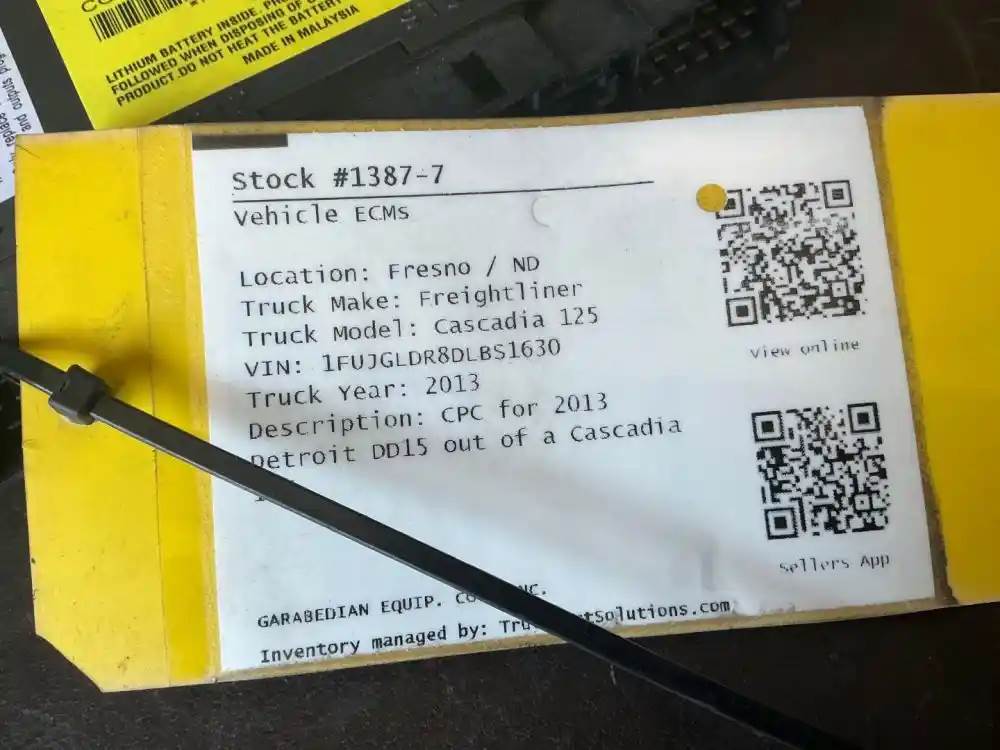 LITHIUM BATTERY INSIDE.
FOLLOWED WHEN DISPOSING OF
PRODUCT.DO NOT HEAT THE BATTERY
MADE IN MALAYSIA
and outputs
Stock #1387-7
Vehicle ECMs
Location: Fresno / ND
Truck Make: Freightliner
Truck Model: Cascadia 125
VIN: 1FUJGLDR8DLBS1630
Truck Year: 2013
Description: CPC for 2013
Detroit DD15 out of a Cascadia
View online
Sellers App
GARABEDIAN EQUIP.
Inventory managed by: